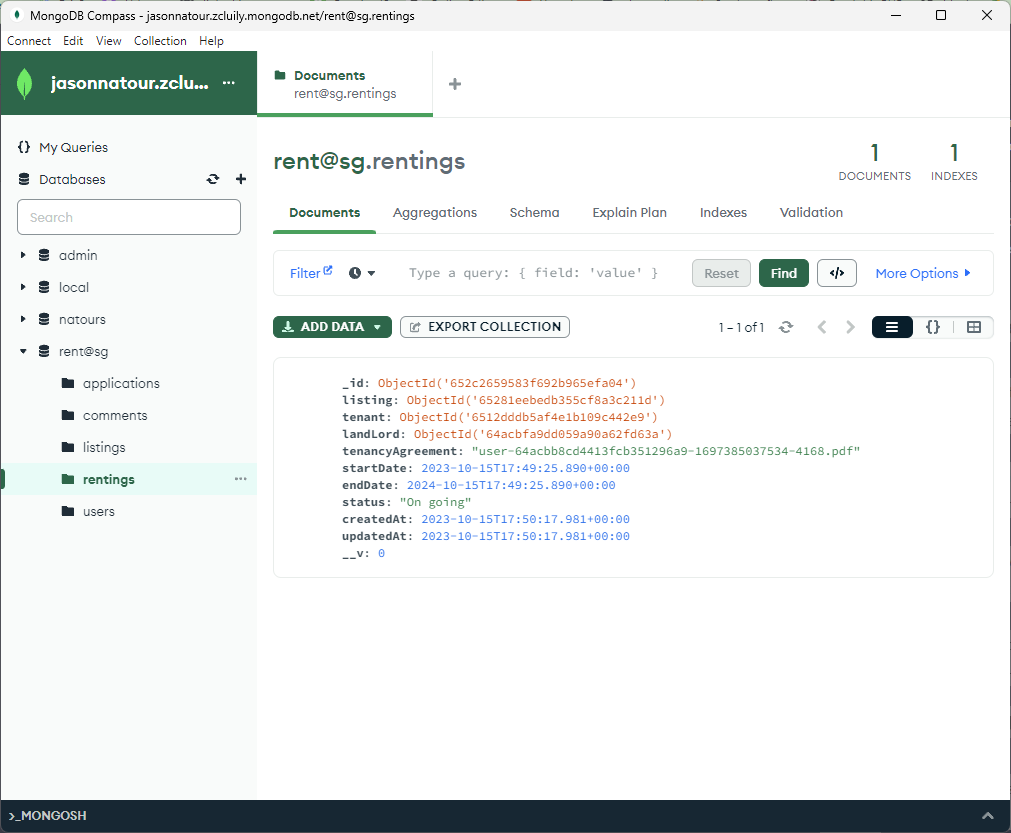 MongoDB Compass - jasonnatour.zcluily.mongodb.net/rent@sg.rentings
Connect Edit View Collection Help
jasonnatour.zclu... ...
Documents
rent@sg.rentings
+
{} My Queries
Databases
Search
admin
local
natours
rent@sg
applications
comments
listings
rentings ...
users
rent@sg.rentings
1 DOCUMENTS
1 INDEXES
Documents Aggregations Schema Explain Plan Indexes Validation
Filter Type a query: { field: 'value' } Reset Find </> More Options
ADD DATA EXPORT COLLECTION 1 – 1 of 1 {}
_id: ObjectId('652c2659583f692b965efa04')
listing: ObjectId('65281eebedb355cf8a3c211d')
tenant: ObjectId('6512dddb5af4e1b109c442e9')
landLord: ObjectId('64acbfa9dd059a90a62fd63a')
tenancyAgreement: "user-64acbb8cd4413fcb351296a9-1697385037534-4168.pdf"
startDate: 2023-10-15T17:49:25.890+00:00
endDate: 2024-10-15T17:49:25.890+00:00
status: "On going"
createdAt: 2023-10-15T17:50:17.981+00:00
updatedAt: 2023-10-15T17:50:17.981+00:00
__v: 0
>_MONGOSH